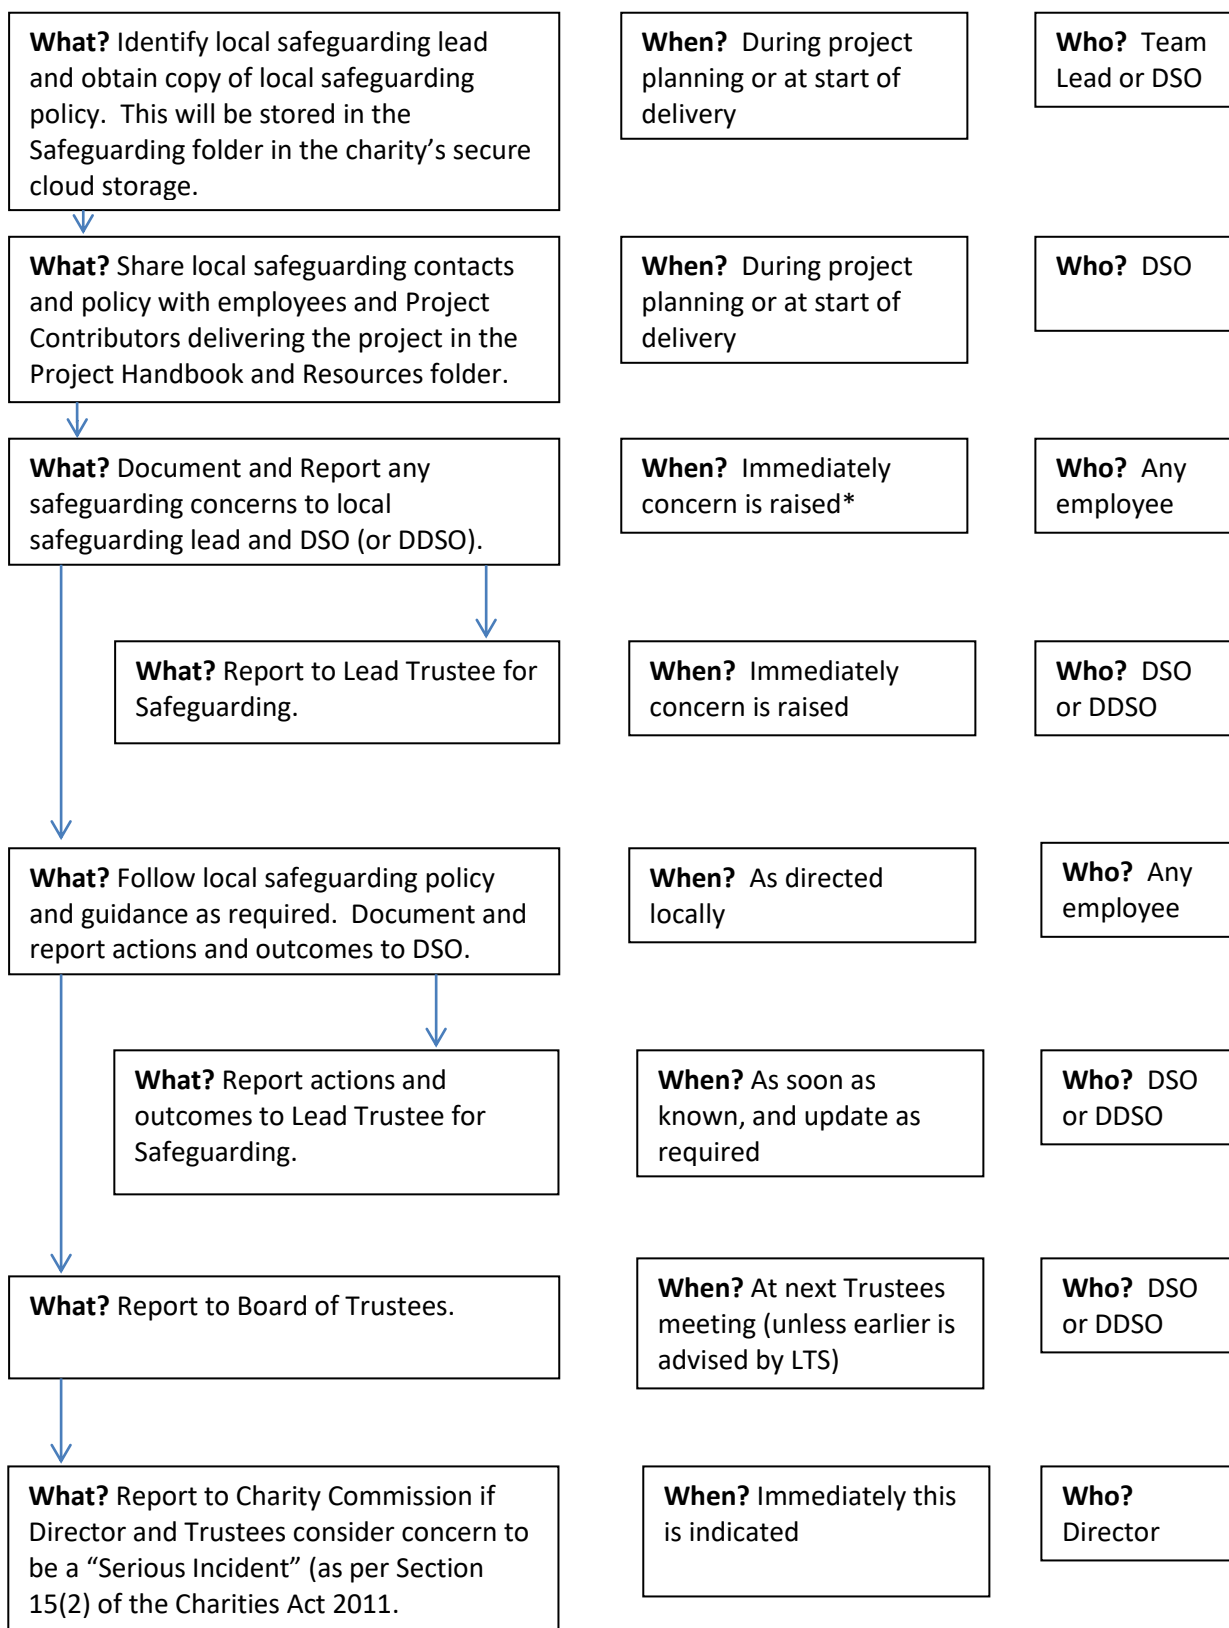 What? Identify local safeguarding lead
and obtain copy of local safeguarding
policy. This will be stored in the
Safeguarding folder in the charity’s secure
cloud storage.
When? During project
planning or at start of
delivery
Who? Team
Lead or DSO
What? Share local safeguarding contacts
and policy with employees and Project
Contributors delivering the project in the
Project Handbook and Resources folder.
When? During project
planning or at start of
delivery
Who? DSO
What? Document and Report any
safeguarding concerns to local
safeguarding lead and DSO (or DDSO).
When? Immediately
concern is raised*
Who? Any
employee
What? Report to Lead Trustee for
Safeguarding.
When? Immediately
concern is raised
Who? DSO
or DDSO
What? Follow local safeguarding policy
and guidance as required. Document and
report actions and outcomes to DSO.
When? As directed
locally
Who? Any
employee
What? Report actions and
outcomes to Lead Trustee for
Safeguarding.
When? As soon as
known, and update as
required
Who? DSO
or DDSO
What? Report to Board of Trustees.
When? At next Trustees
meeting (unless earlier is
advised by LTS)
Who? DSO
or DDSO
What? Report to Charity Commission if
Director and Trustees consider concern to
be a “Serious Incident” (as per Section
15(2) of the Charities Act 2011.
When? Immediately this
is indicated
Who?
Director